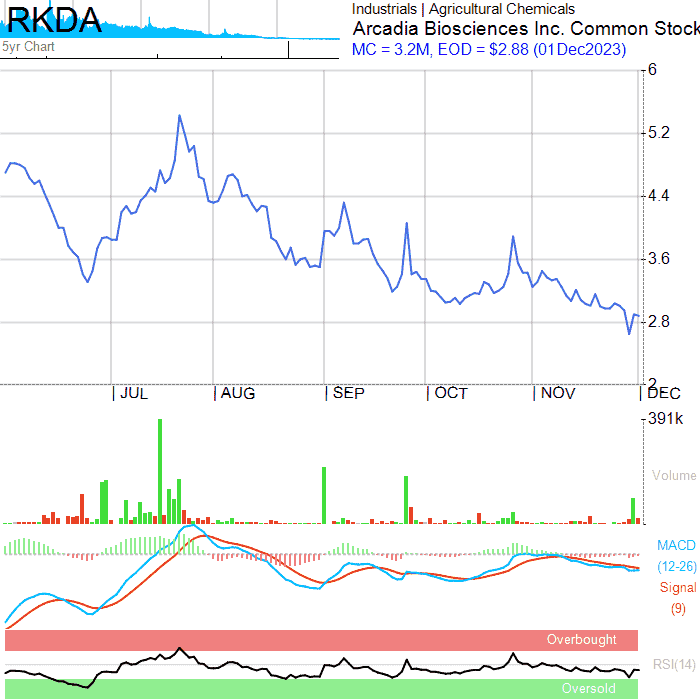 RKDA
5yr Chart
Industrials | Agricultural Chemicals
Arcadia Biosciences Inc. Common Stock
MC = 3.2M, EOD = $2.88 (01Dec2023)
6
5.2
4.4
3.6
2.8
2
JUL AUG SEP OCT NOV DEC
391k
Volume
MACD
(12-26)
Signal
(9)
Overbought
RSI(14)
Oversold